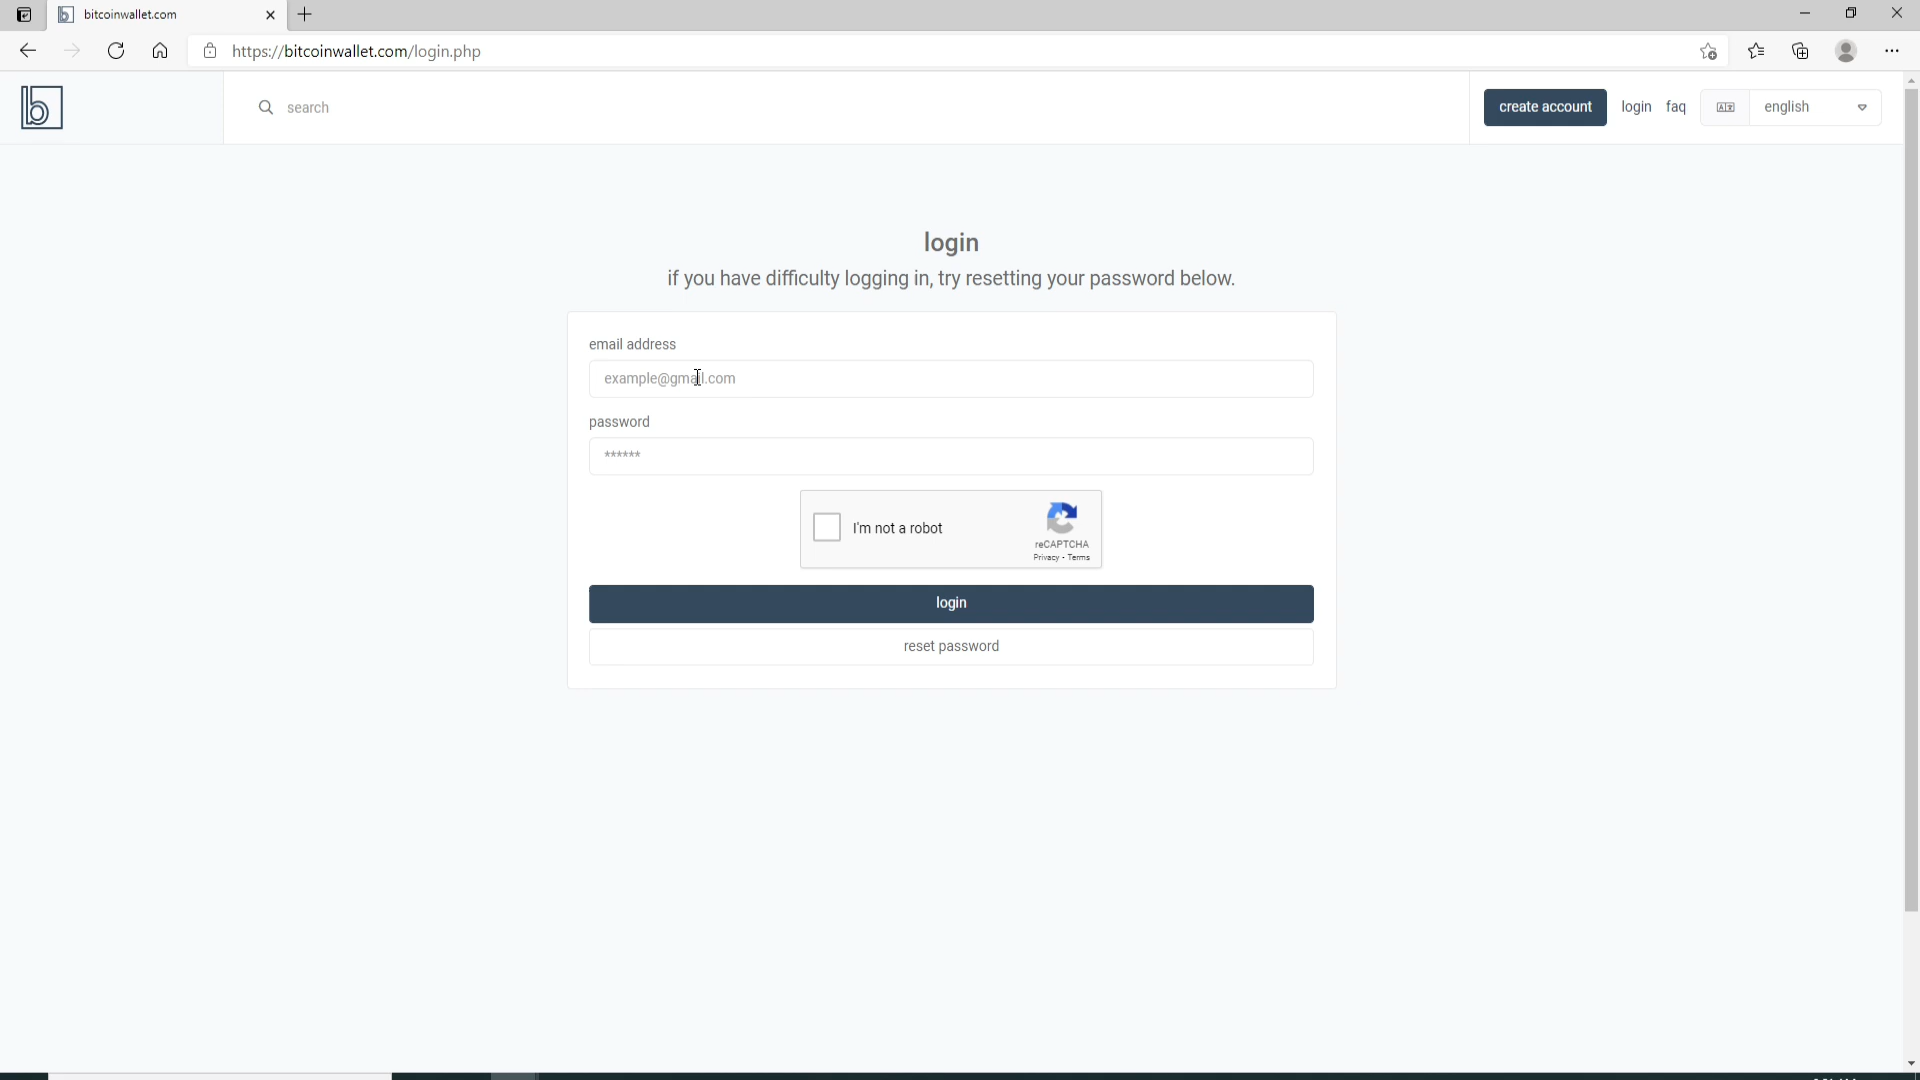 bitcoinwallet.com
https://bitcoinwallet.com/login.php
b
search
create account
login
faq
english
login
if you have difficulty logging in, try resetting your password below.
email address
example@gmail.com
password
******
I'm not a robot
reCAPTCHA
Privacy - Terms
login
reset password